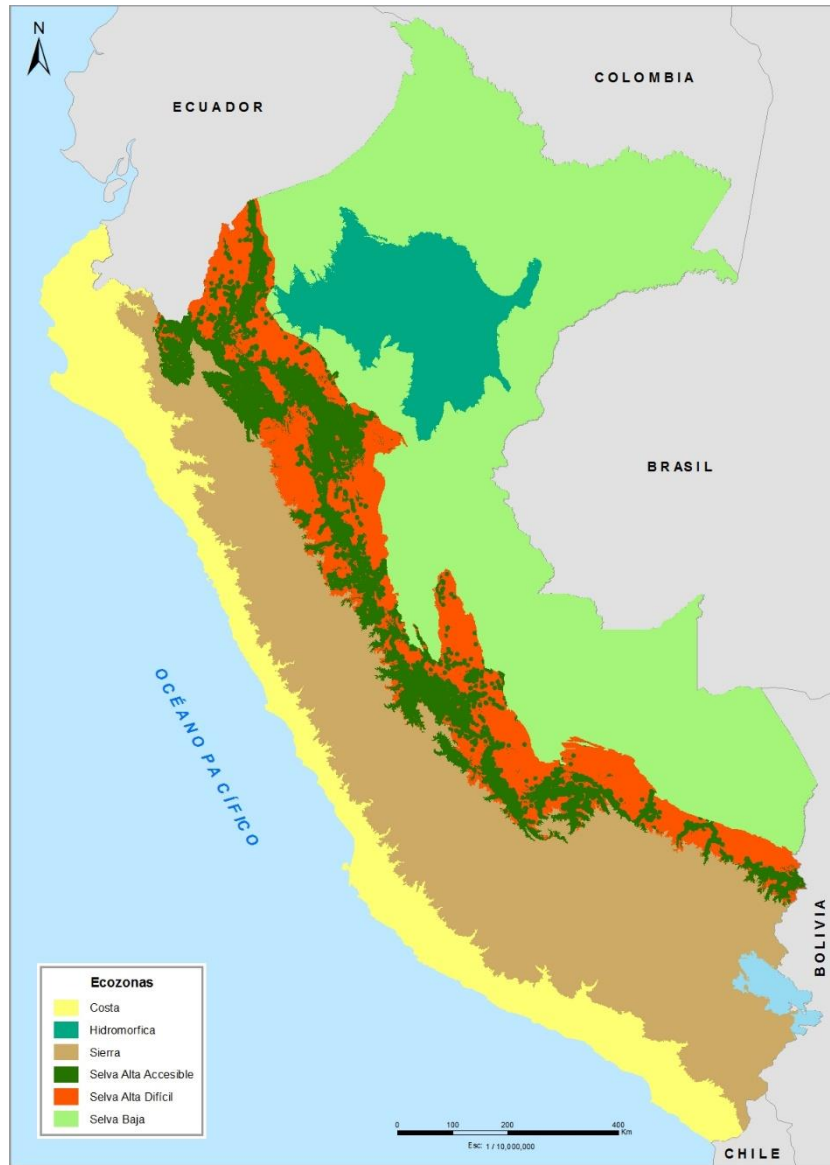 N
COLOMBIA
ECUADOR
BRASIL
OCÉANO PACÍFICO
BOLIVIA
Ecozonas
Costa
Hidromorfica
Sierra
Selva Alta Accesible
Selva Alta Difícil
Selva Baja
0 100 200 400
Km
Esc: 1 / 10,000,000
CHILE